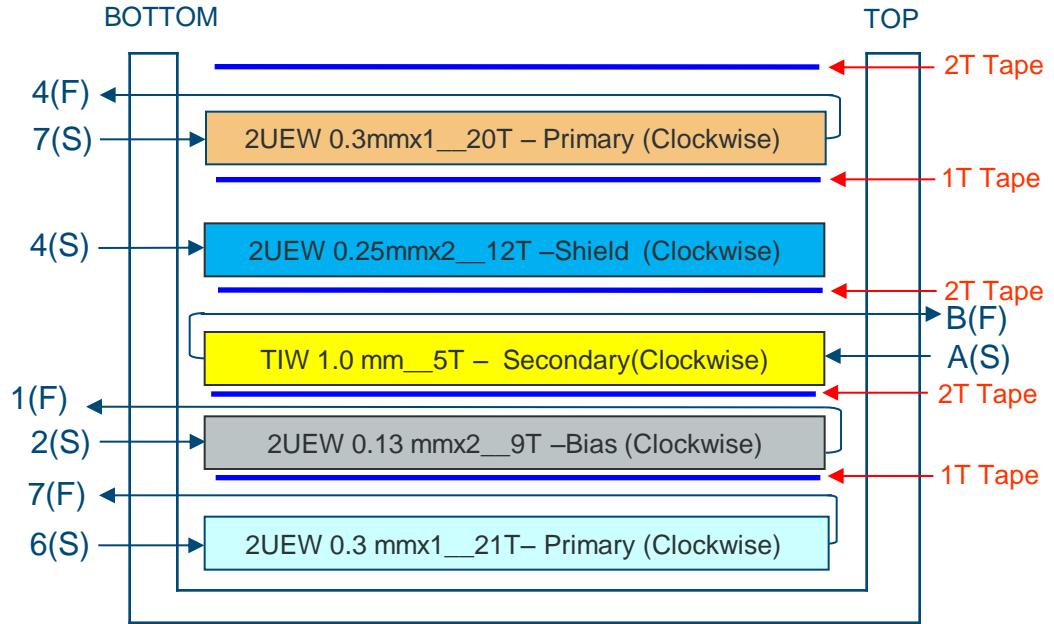 BOTTOM
TOP
2T Tape
4(F)
7(S)
2UEW 0.3mmx1__20T – Primary (Clockwise)
1T Tape
4(S)
2UEW 0.25mmx2__12T –Shield (Clockwise)
2T Tape
B(F)
TIW 1.0 mm__5T – Secondary(Clockwise)
A(S)
2T Tape
1(F)
2(S)
2UEW 0.13 mmx2__9T –Bias (Clockwise)
1T Tape
7(F)
6(S)
2UEW 0.3 mmx1__21T– Primary (Clockwise)